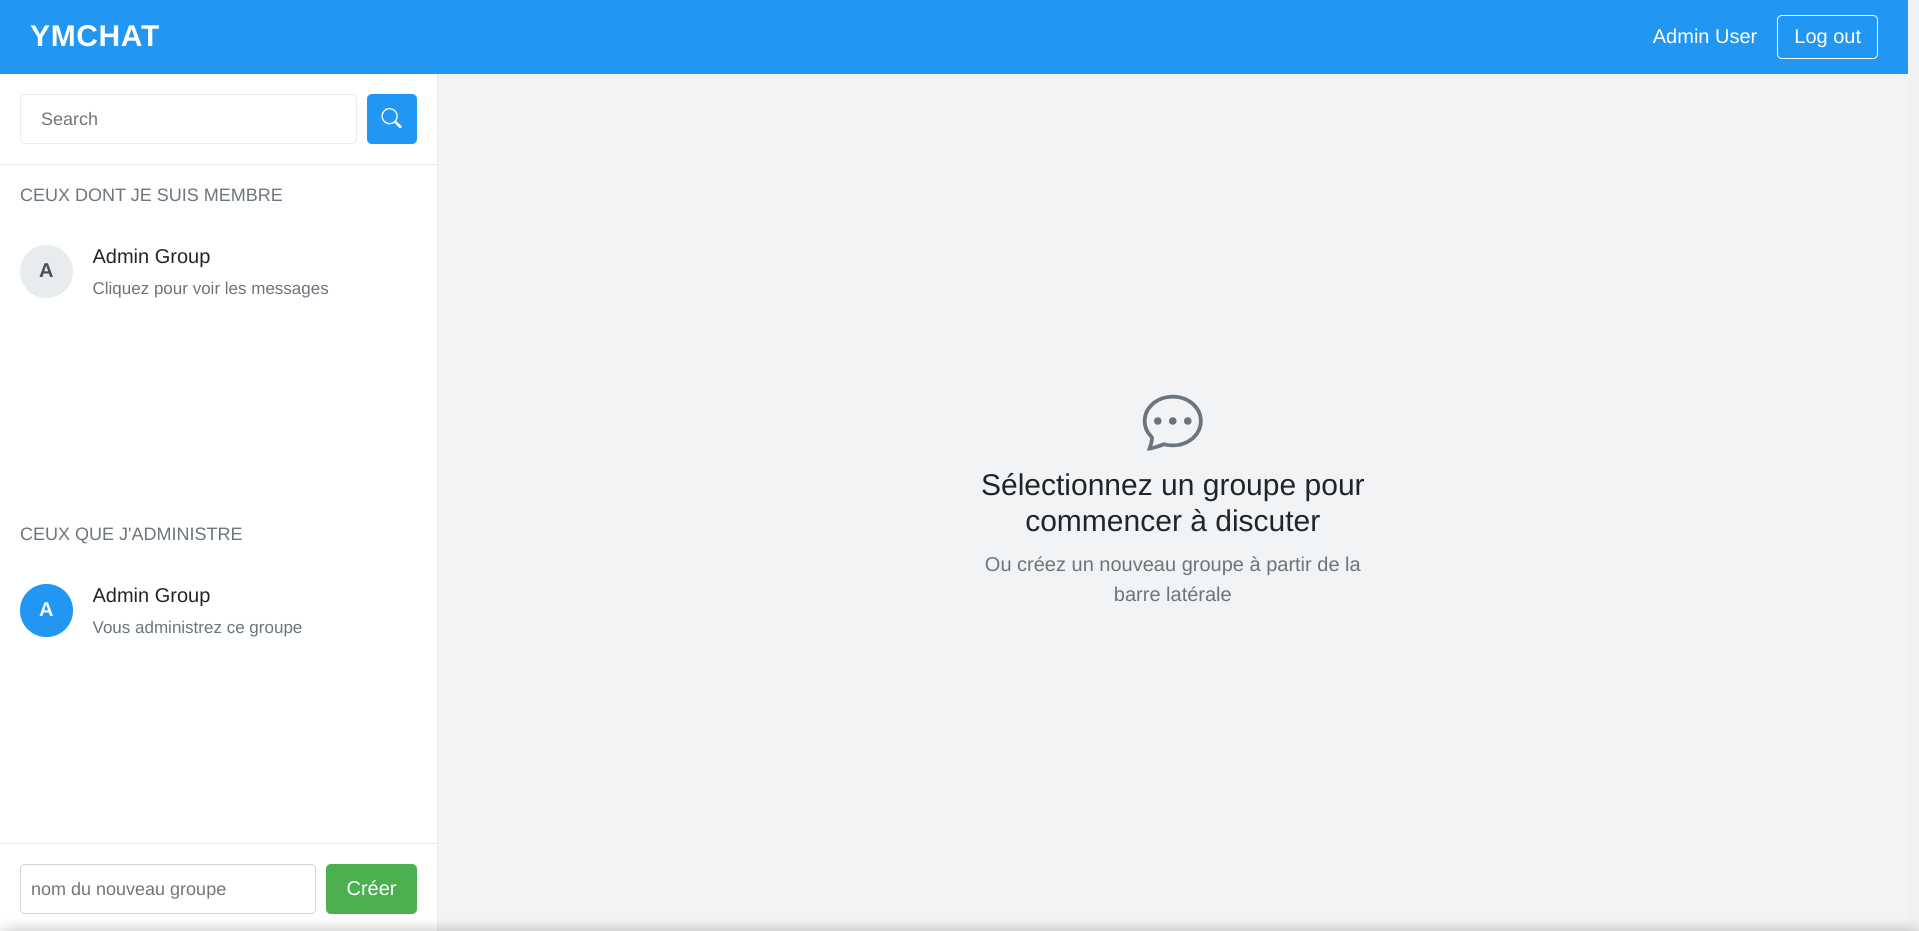 YMCHAT
Admin User
Log out
Search
CEUX DONT JE SUIS MEMBRE
A
Admin Group
Cliquez pour voir les messages
CEUX QUE J'ADMINISTRE
A
Admin Group
Vous administrez ce groupe
nom du nouveau groupe
Créer
Sélectionnez un groupe pour
commencer à discuter
Ou créez un nouveau groupe à partir de la
barre latérale